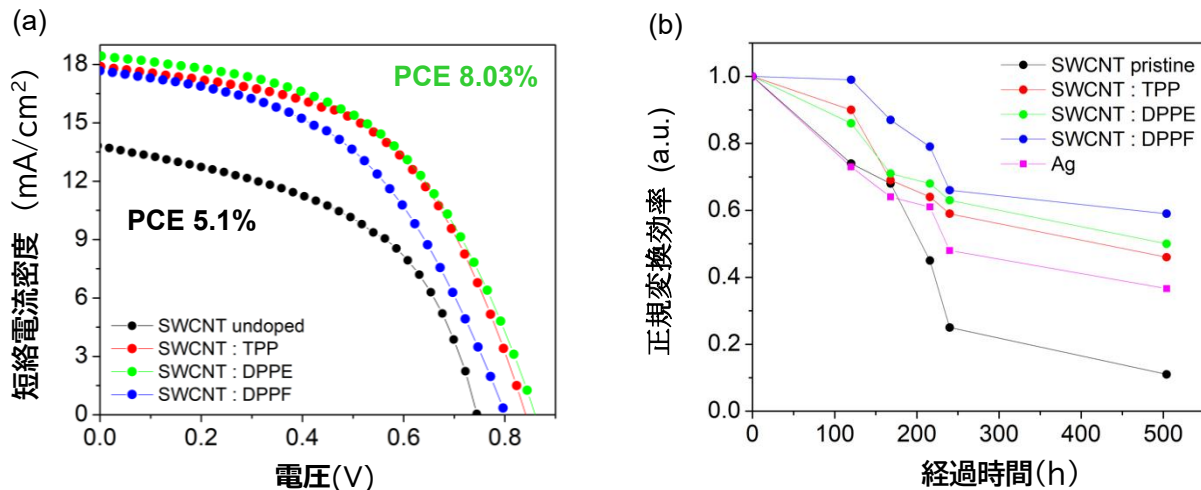 (a)
短絡電流密度 (mA/cm2)
18
15
12
9
6
3
0
PCE 8.03%
PCE 5.1%
SWCNT undoped
SWCNT : TPP
SWCNT : DPPE
SWCNT : DPPF
0.0 0.2 0.4 0.6 0.8
電圧(V)
(b)
正規変換効率 (a.u.)
1.0
0.8
0.6
0.4
0.2
0.0
SWCNT pristine
SWCNT : TPP
SWCNT : DPPE
SWCNT : DPPF
Ag
0 100 200 300 400 500
経過時間(h)